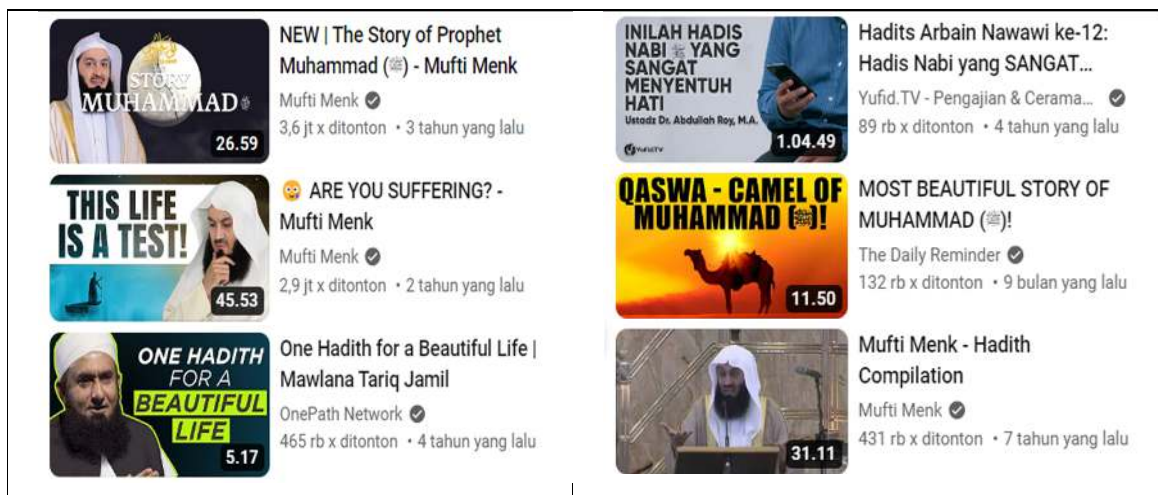 STORY
MUHAMMAD ﷺ
26.59
NEW | The Story of Prophet
Muhammad (ﷺ) - Mufti Menk
Mufti Menk
3,6 jt x ditonton • 3 tahun yang lalu
THIS LIFE
IS A TEST!
45.53
😳 ARE YOU SUFFERING? -
Mufti Menk
Mufti Menk
2,9 jt x ditonton • 2 tahun yang lalu
ONE HADITH
FOR A
BEAUTIFUL
LIFE
5.17
One Hadith for a Beautiful Life |
Mawlana Tariq Jamil
OnePath Network
465 rb x ditonton • 4 tahun yang lalu
INILAH HADIS
NABI ﷺ YANG
SANGAT
MENYENTUH
HATI
Ustadz Dr. Abdullah Roy, M.A.
YUFID.TV
1.04.49
Hadits Arbain Nawawi ke-12:
Hadis Nabi yang SANGAT...
Yufid.TV - Pengajian & Cerama...
89 rb x ditonton • 4 tahun yang lalu
QASWA - CAMEL OF
MUHAMMAD (ﷺ)!
11.50
MOST BEAUTIFUL STORY OF
MUHAMMAD (ﷺ)!
The Daily Reminder
132 rb x ditonton • 9 bulan yang lalu
31.11
Mufti Menk - Hadith
Compilation
Mufti Menk
431 rb x ditonton • 7 tahun yang lalu